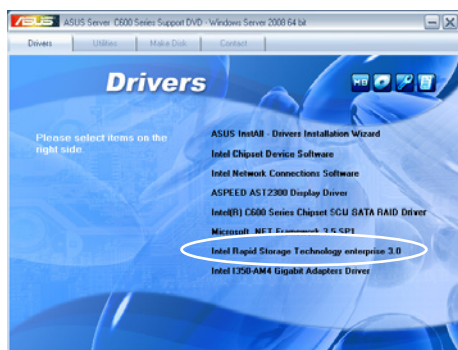 ASUS ASUS Server C600 Series Support DVD - Windows Server 2008 64 bit
Drivers Utilities Make Disk Contact
Drivers
Please select items on the
right side.
ASUS InstAll - Drivers Installation Wizard
Intel Chipset Device Software
Intel Network Connections Software
ASPEED AST2300 Display Driver
Intel(R) C600 Series Chipset SCU SATA RAID Driver
Microsoft .NET Framework 3.5 SP1
Intel Rapid Storage Technology enterprise 3.0
Intel I350-AM4 Gigabit Adapters Driver